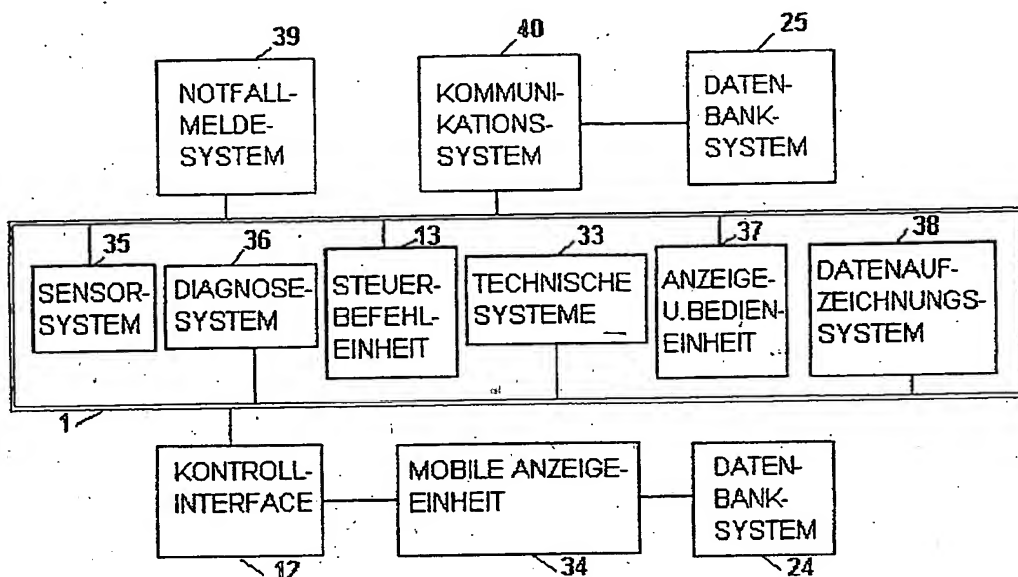 39
40
25
NOTFALL-
MELDE-
SYSTEM
KOMMUNI-
KATIONS-
SYSTEM
DATEN-
BANK-
SYSTEM
35
36
13
33
37
38
SENSOR-
SYSTEM
DIAGNOSE-
SYSTEM
STEUER-
BEFEHL-
EINHEIT
TECHNISCHE
SYSTEME
ANZEIGE-
U.BEDIEN-
EINHEIT
DATENAUF-
ZEICHNUNGS-
SYSTEM
1
KONTROLL-
INTERFACE
MOBILE ANZEIGE-
EINHEIT
DATEN-
BANK-
SYSTEM
12
34
24